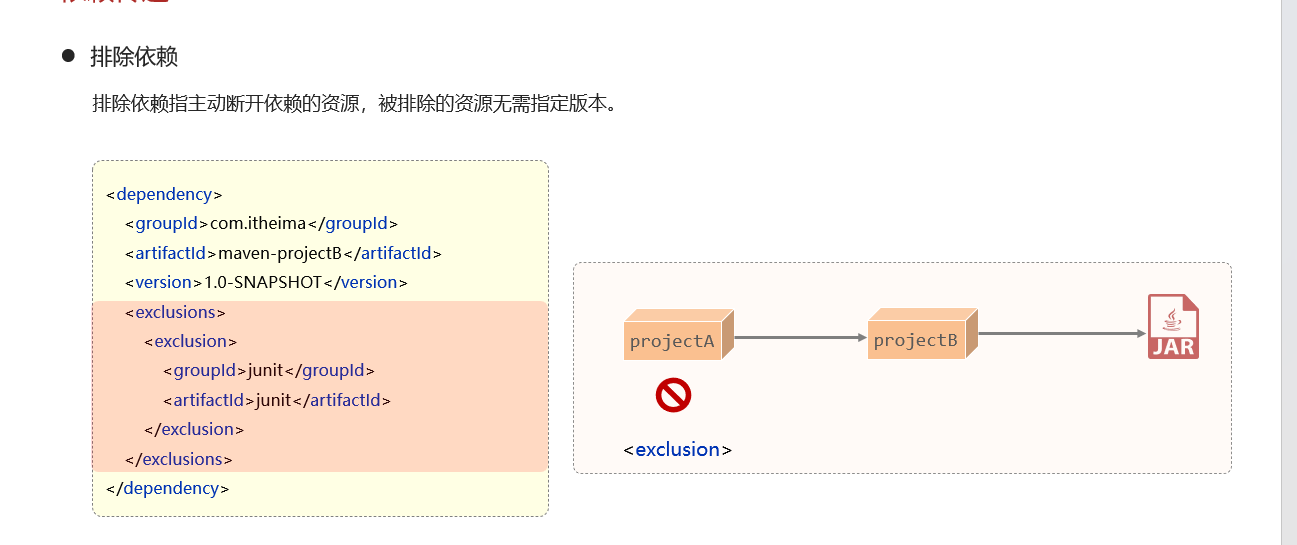 排除依赖
排除依赖指主动断开依赖的资源，被排除的资源无需指定版本。
<dependency>
<groupId>com.itheima</groupId>
<artifactId>maven-projectB</artifactId>
<version>1.0-SNAPSHOT</version>
<exclusions>
<exclusion>
<groupId>junit</groupId>
<artifactId>junit</artifactId>
</exclusion>
</exclusions>
</dependency>
projectA
projectB
JAR
<exclusion>